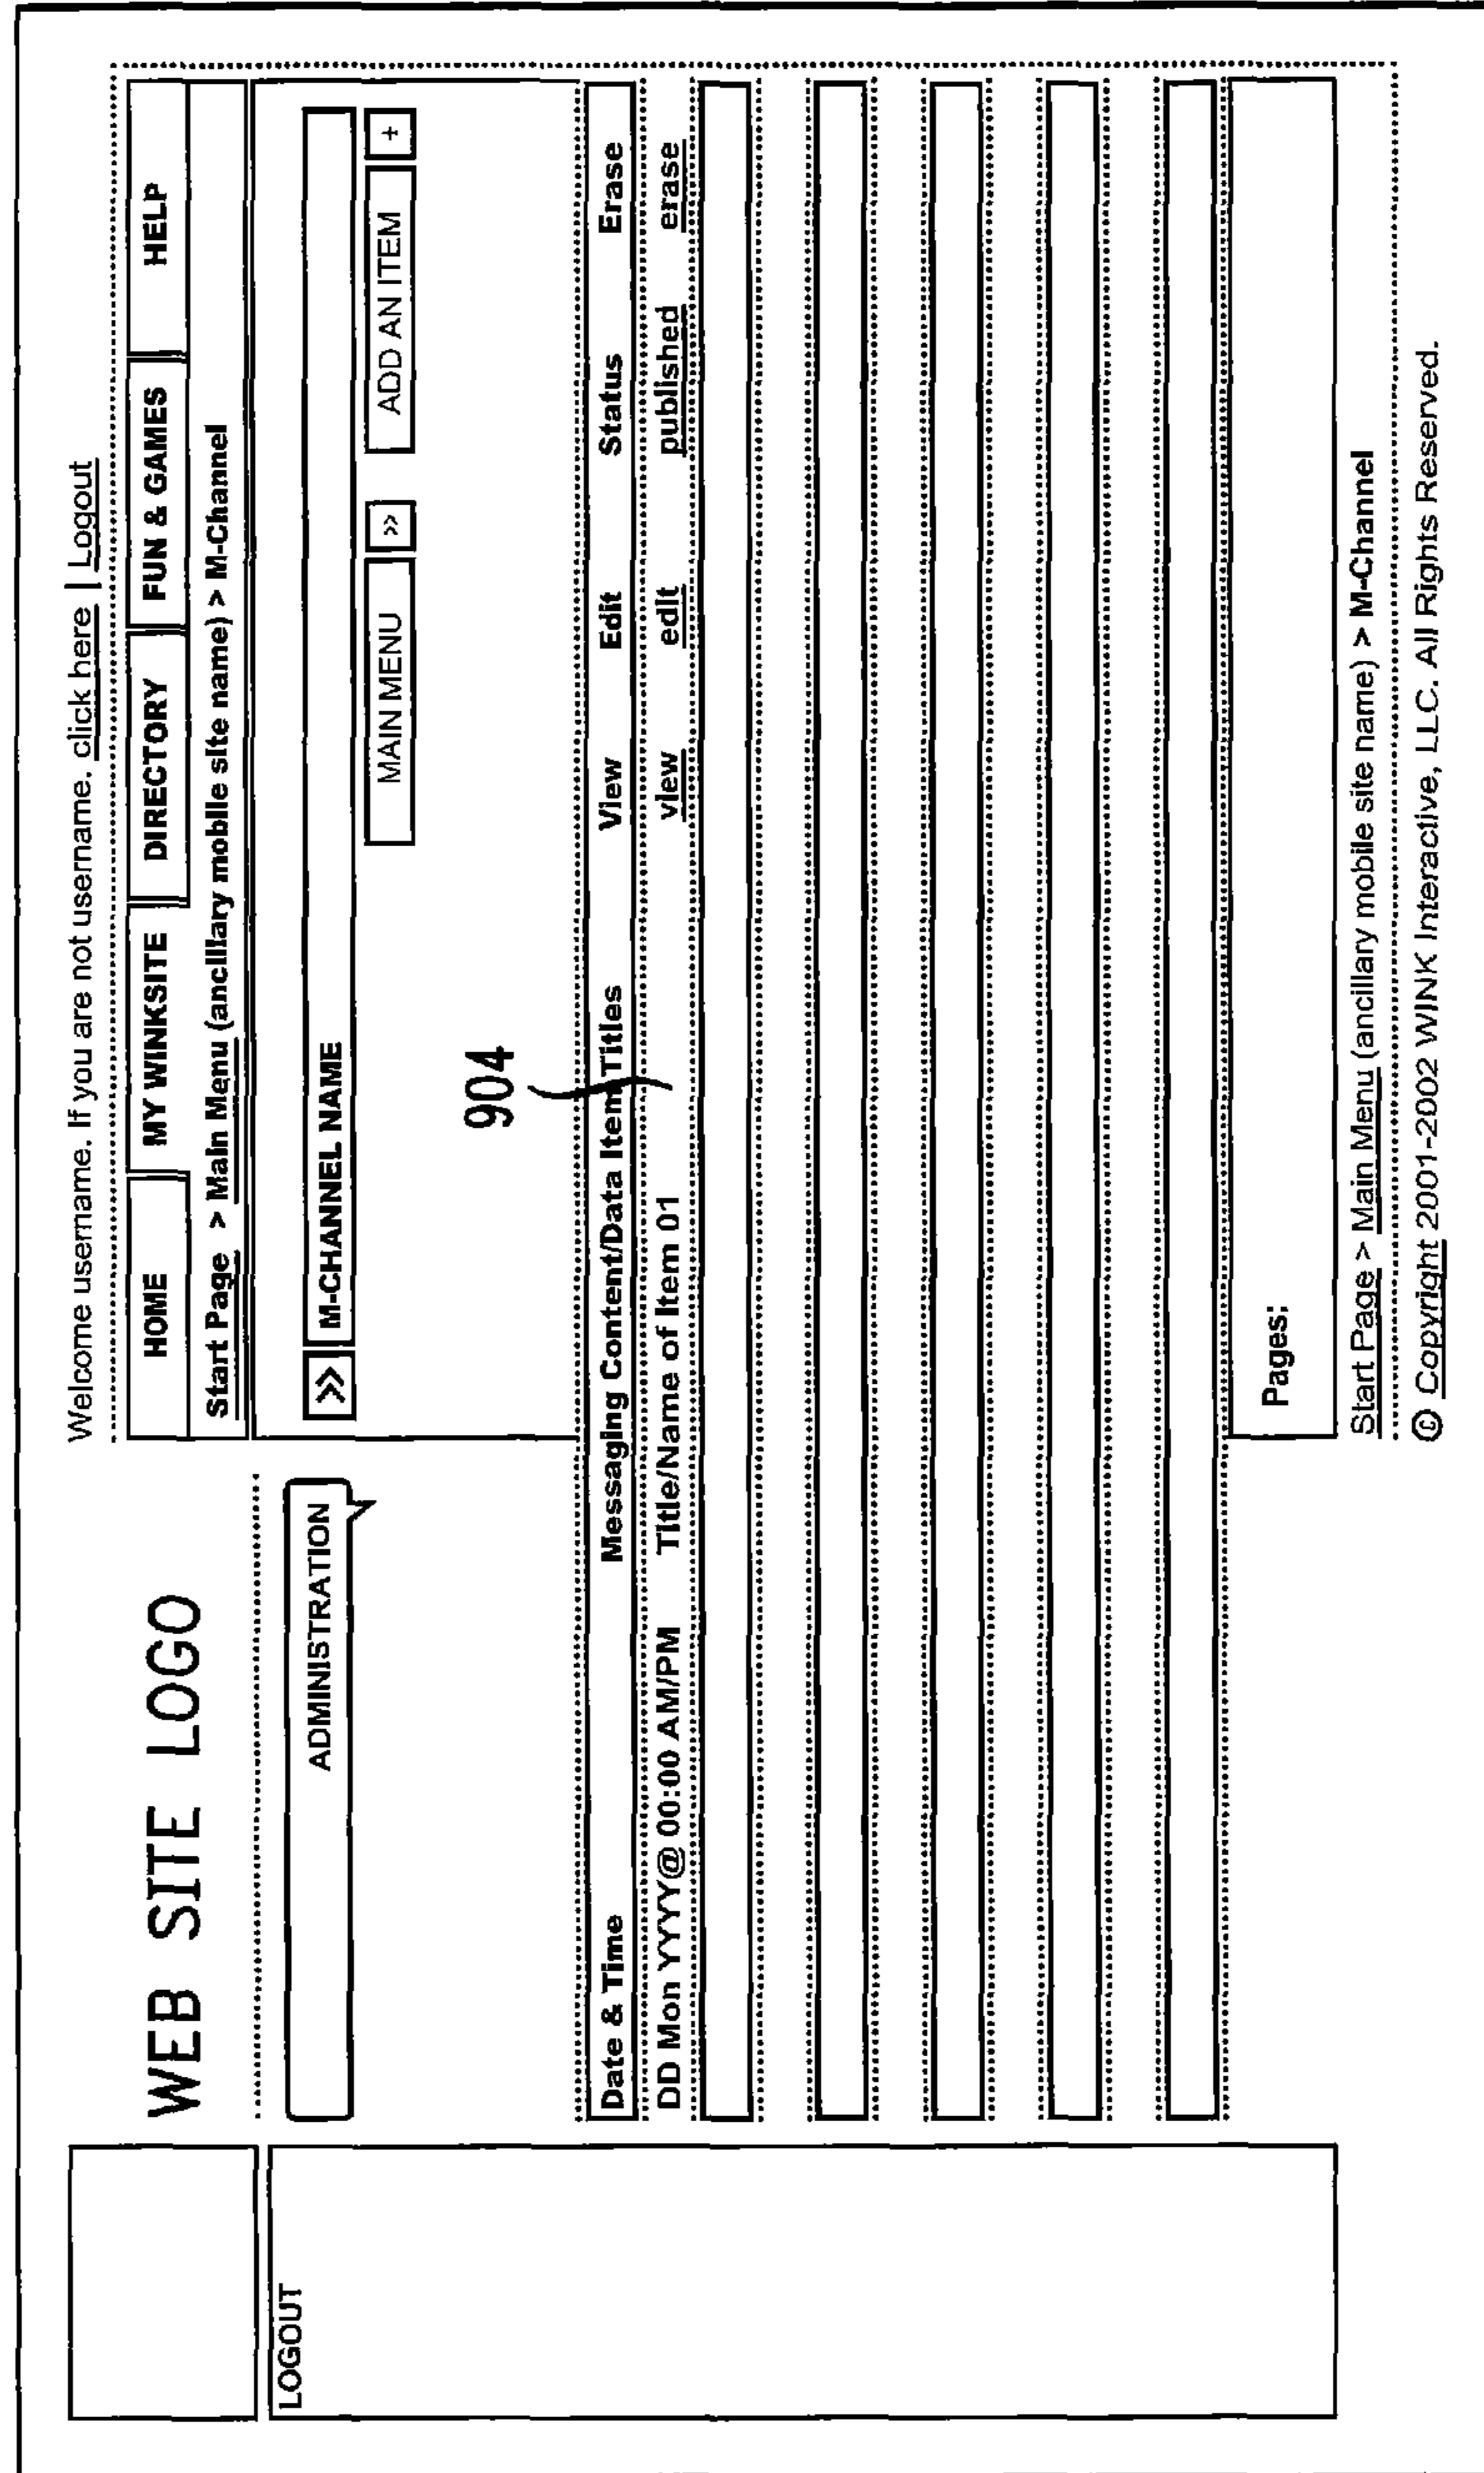 Welcome username. If you are not username. click here | Logout
WEB SITE LOGO
HOME MY WINKSITE DIRECTORY FUN & GAMES HELP
Start Page > Main Menu (ancillary mobile site name) > M-Channel
LOGOUT
ADMINISTRATION
>> M-CHANNEL NAME
MAIN MENU >> ADD AN ITEM +
904
Date & Time Messaging Content/Data Item Titles View Edit Status Erase
DD Mon YYYY@ 00:00 AM/PM Title/Name of Item 01 view edit published erase
Pages:
Start Page > Main Menu (ancillary mobile site name) > M-Channel
© Copyright 2001-2002 WINK Interactive, LLC. All Rights Reserved.